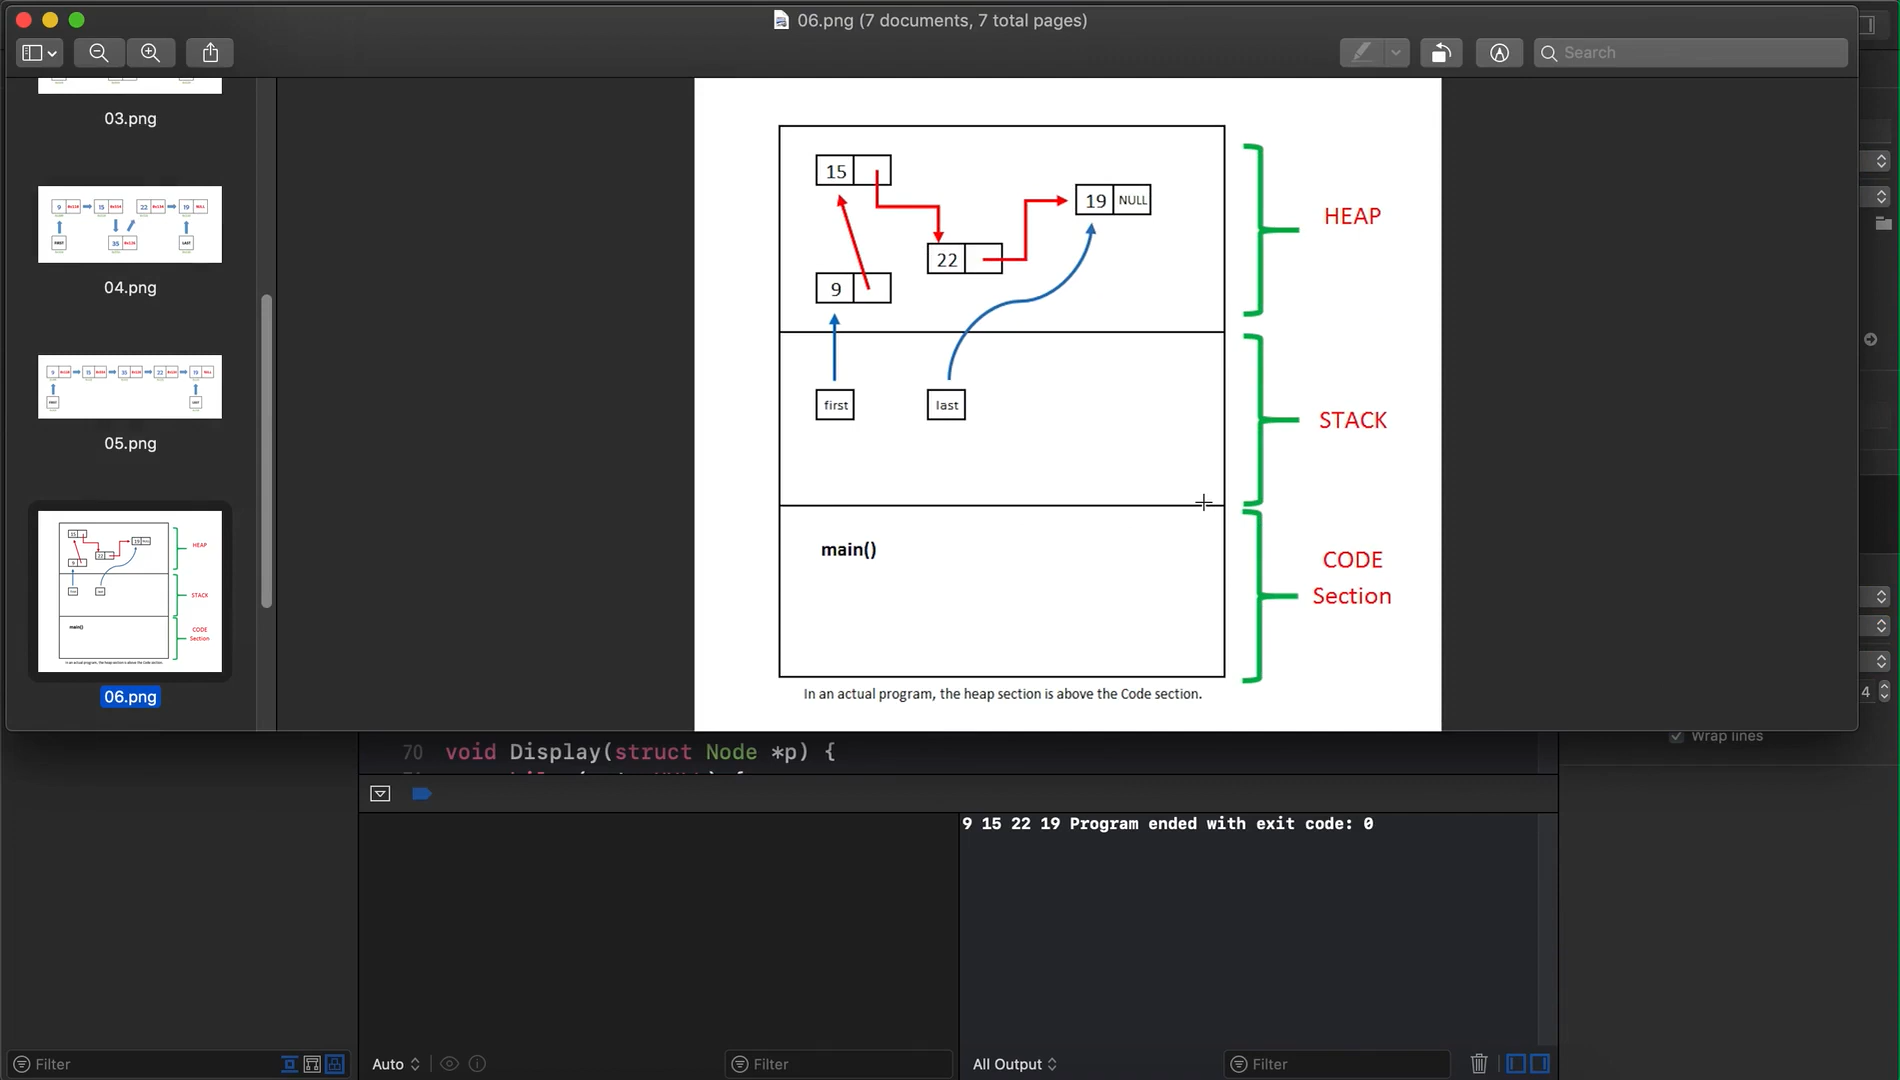 06.png (7 documents, 7 total pages)
Search
03.png
04.png
05.png
06.png
15
19 NULL
22
9
HEAP
first
last
STACK
main()
CODE
Section
In an actual program, the heap section is above the Code section.
4
Wrap lines
70 void Display(struct Node *p) {
9 15 22 19 Program ended with exit code: 0
Filter
Auto
Filter
All Output
Filter